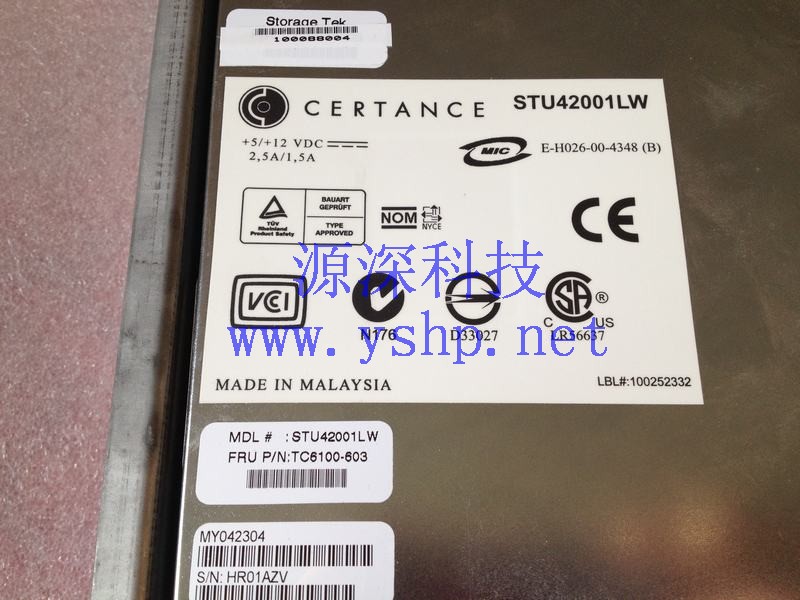 Storage Tek
100088004
CERTANCE STU42001LW
+5/+12 VDC
2,5A/1,5A
MIC E-H026-00-4348 (B)
TÜV
Rheinland
Product Safety
BAUART
GEPRÜFT
TYPE
APPROVED
NOM NYCE
CE
源深科技
VCCI
N176
D33027
SA ®
C US
LR56637
www.yshp.net
MADE IN MALAYSIA
LBL#:100252332
MDL # :STU42001LW
FRU P/N:TC6100-603
MY042304
S/N: HR01AZV